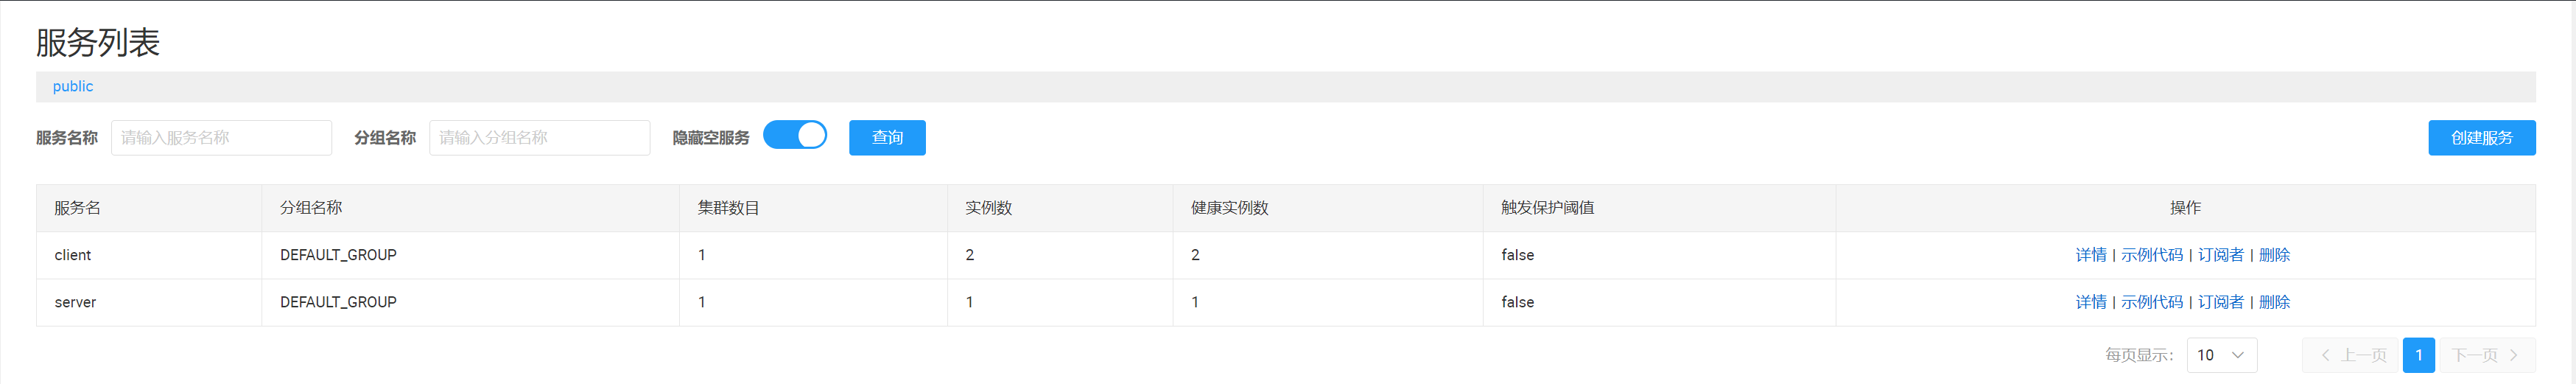 服务列表
public
服务名称 请输入服务名称 分组名称 请输入分组名称 隐藏空服务 查询 创建服务
服务名 分组名称 集群数目 实例数 健康实例数 触发保护阈值 操作
client DEFAULT_GROUP 1 2 2 false 详情 | 示例代码 | 订阅者 | 删除
server DEFAULT_GROUP 1 1 1 false 详情 | 示例代码 | 订阅者 | 删除
每页显示: 10 上一页 1 下一页